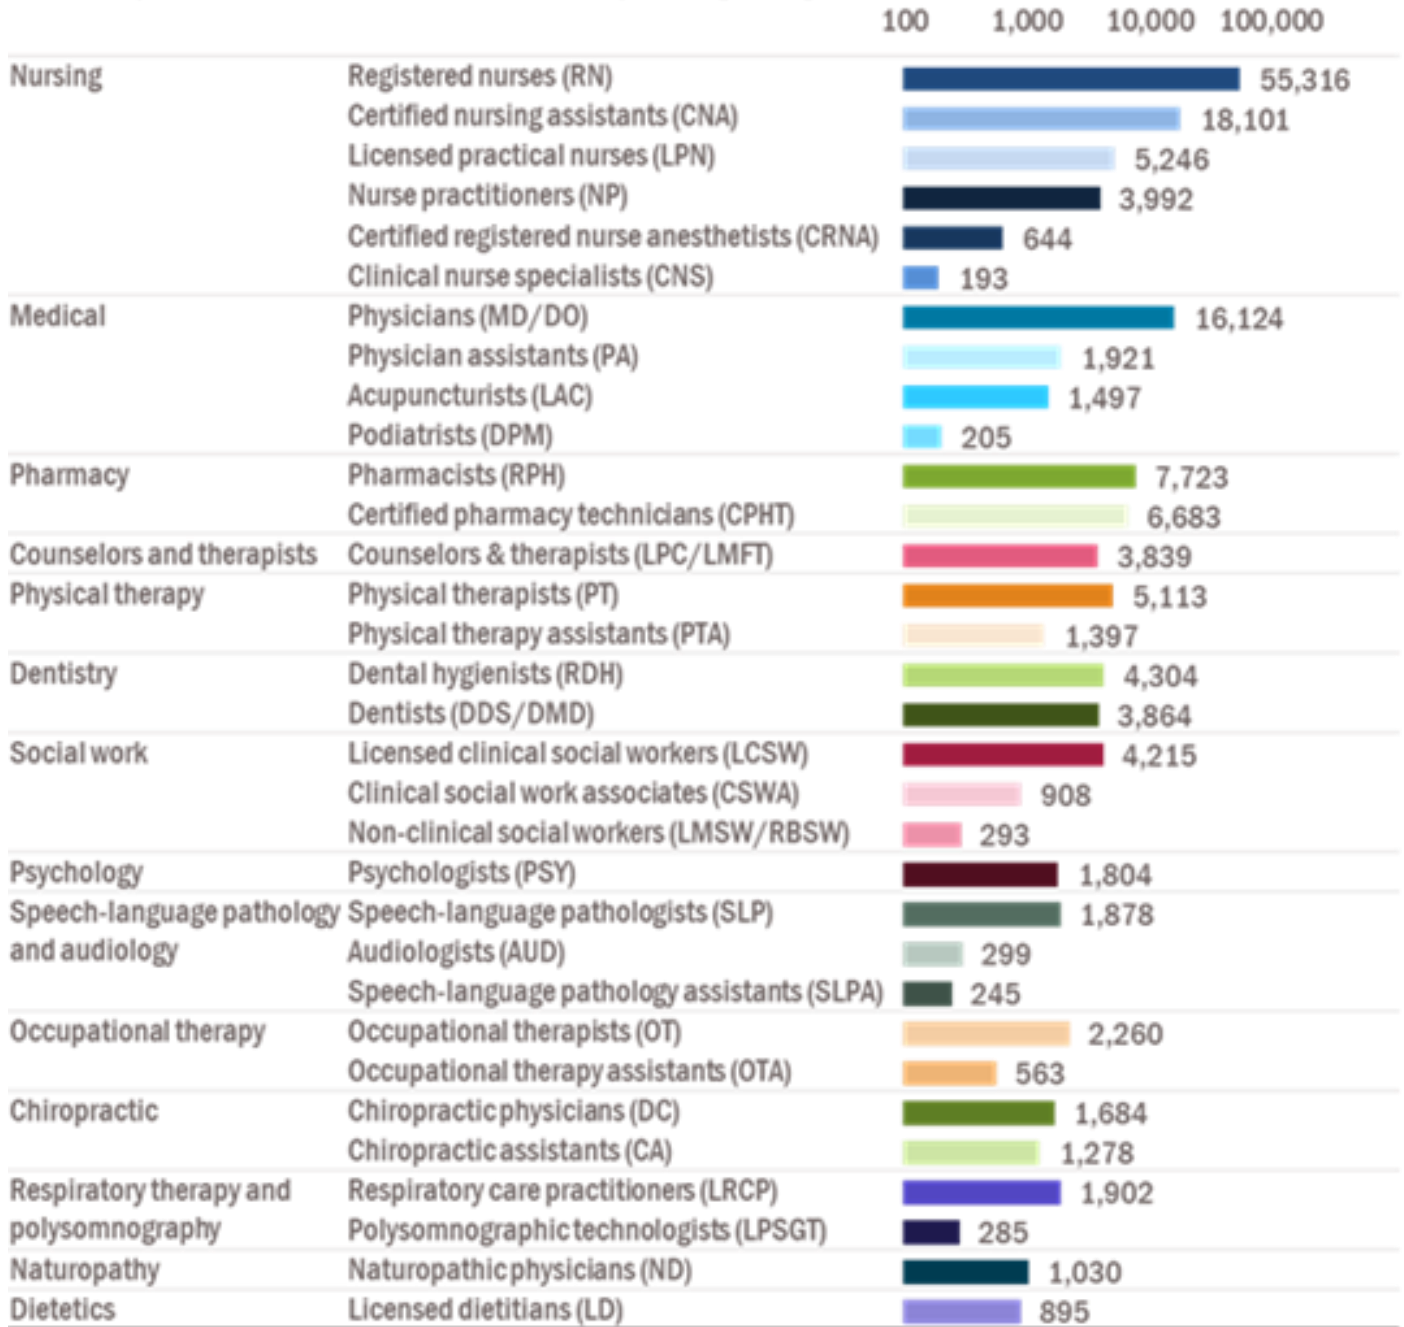 100 1,000 10,000 100,000
Nursing Registered nurses (RN) 55,316
Certified nursing assistants (CNA) 18,101
Licensed practical nurses (LPN) 5,246
Nurse practitioners (NP) 3,992
Certified registered nurse anesthetists (CRNA) 644
Clinical nurse specialists (CNS) 193
Medical Physicians (MD/DO) 16,124
Physician assistants (PA) 1,921
Acupuncturists (LAC) 1,497
Podiatrists (DPM) 205
Pharmacy Pharmacists (RPH) 7,723
Certified pharmacy technicians (CPHT) 6,683
Counselors and therapists Counselors & therapists (LPC/LMFT) 3,839
Physical therapy Physical therapists (PT) 5,113
Physical therapy assistants (PTA) 1,397
Dentistry Dental hygienists (RDH) 4,304
Dentists (DDS/DMD) 3,864
Social work Licensed clinical social workers (LCSW) 4,215
Clinical social work associates (CSWA) 908
Non-clinical social workers (LMSW/RBSW) 293
Psychology Psychologists (PSY) 1,804
Speech-language pathology Speech-language pathologists (SLP) 1,878
and audiology Audiologists (AUD) 299
Speech-language pathology assistants (SLPA) 245
Occupational therapy Occupational therapists (OT) 2,260
Occupational therapy assistants (OTA) 563
Chiropractic Chiropractic physicians (DC) 1,684
Chiropractic assistants (CA) 1,278
Respiratory therapy and Respiratory care practitioners (LRCP) 1,902
polysomnography Polysomnographic technologists (LPSGT) 285
Naturopathy Naturopathic physicians (ND) 1,030
Dietetics Licensed dietitians (LD) 895